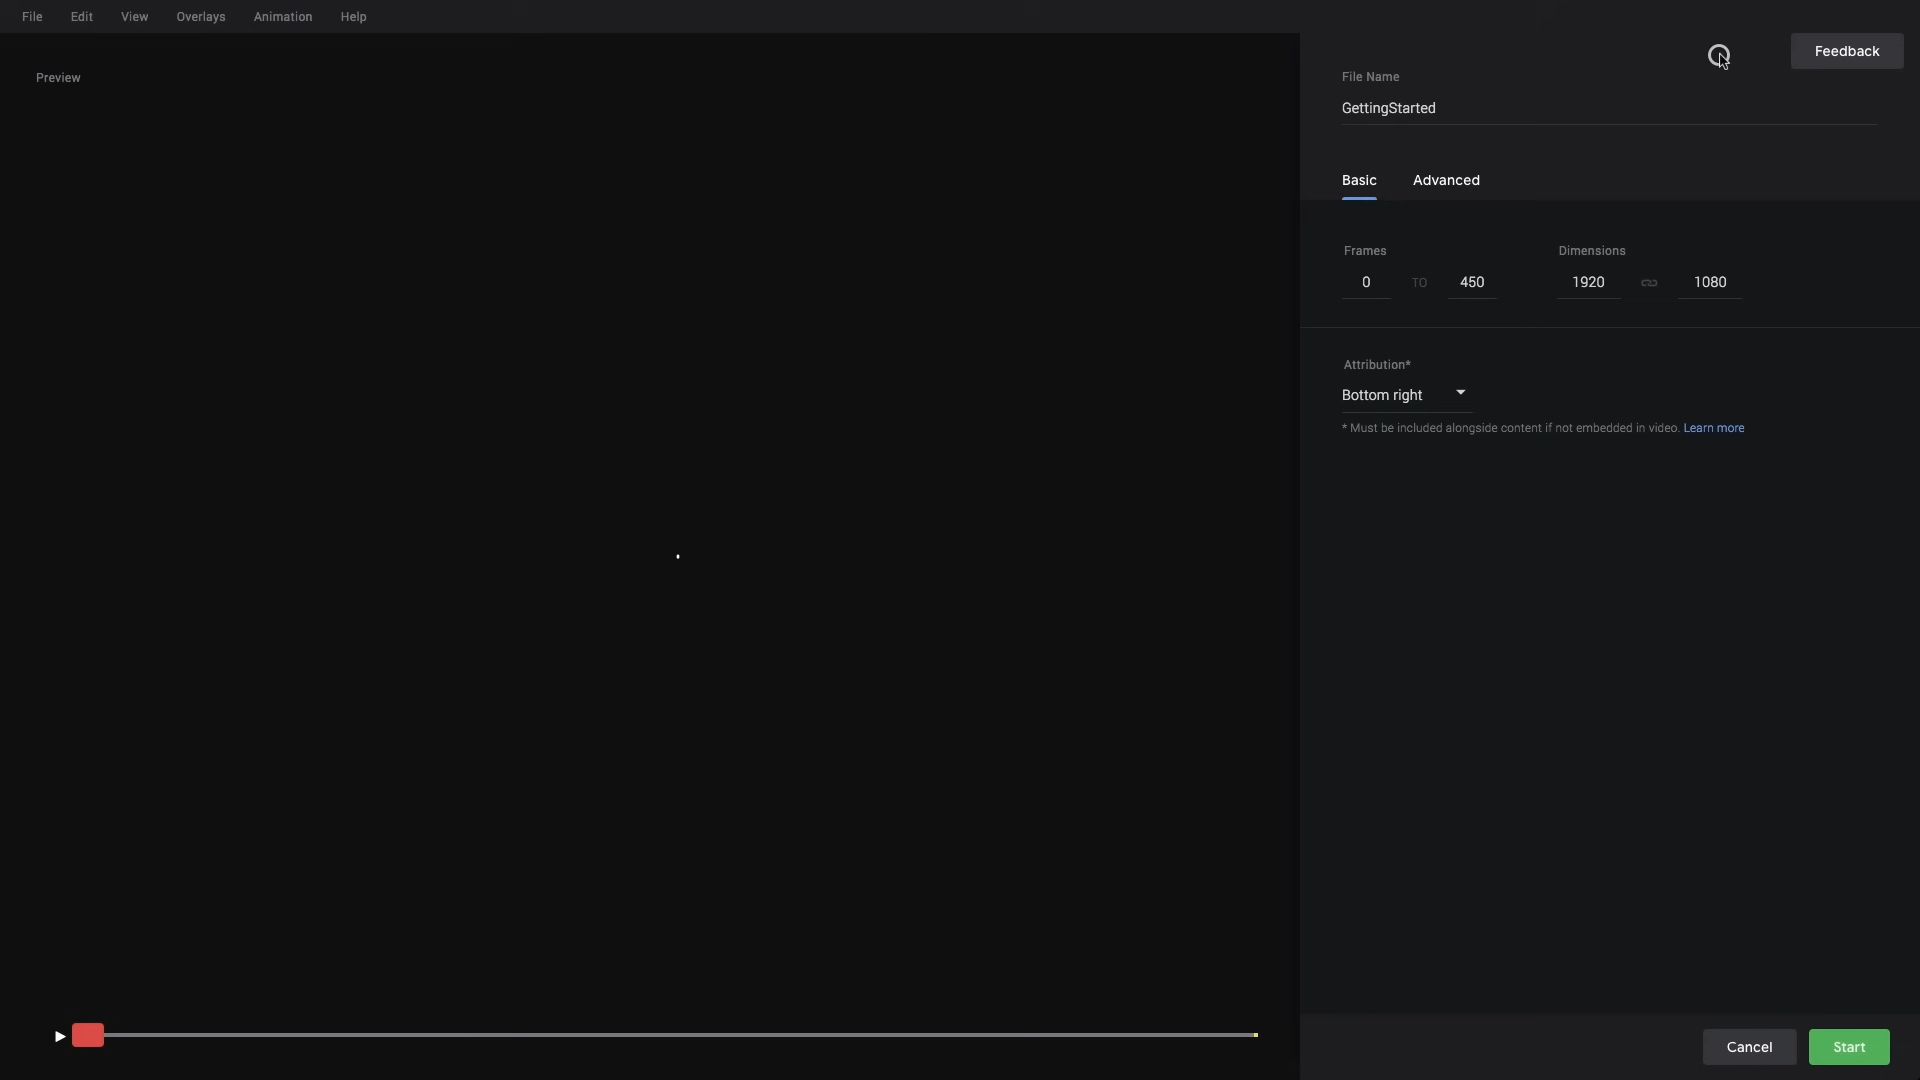 File Edit View Overlays Animation Help
Feedback
Preview
File Name
GettingStarted
Basic Advanced
Frames Dimensions
0 TO 450 1920 1080
Attribution*
Bottom right
* Must be included alongside content if not embedded in video. Learn more
Cancel Start